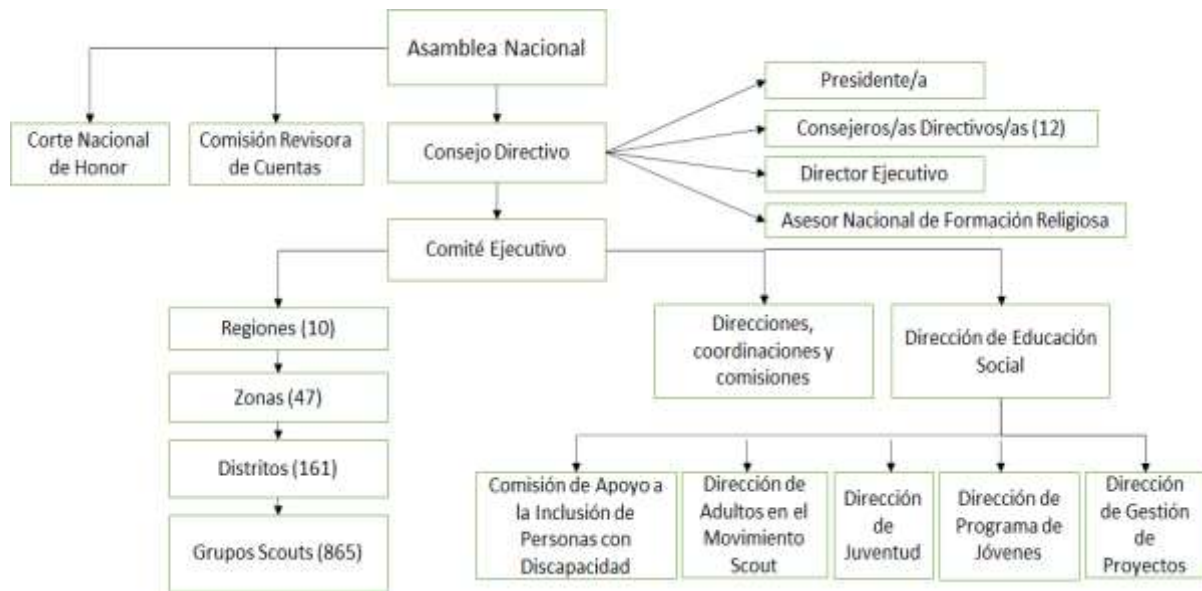 Asamblea Nacional
Presidente/a
Corte Nacional
de Honor
Comisión Revisora
de Cuentas
Consejo Directivo
Consejeros/as Directivos/as (12)
Director Ejecutivo
Asesor Nacional de Formación Religiosa
Comité Ejecutivo
Regiones (10)
Zonas (47)
Distritos (161)
Grupos Scouts (865)
Direcciones,
coordinaciones y
comisiones
Dirección de Educación
Social
Comisión de Apoyo a
la Inclusión de
Personas con
Discapacidad
Dirección de
Adultos en el
Movimiento
Scout
Dirección
de
Juventud
Dirección de
Programa de
Jóvenes
Dirección
de Gestión
de
Proyectos